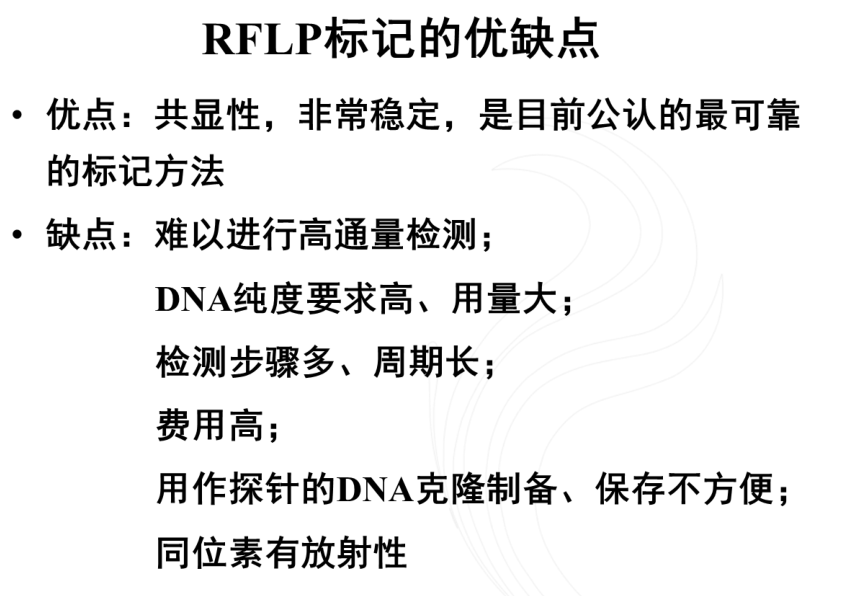 RFLP标记的优缺点
• 优点：共显性，非常稳定，是目前公认的最可靠
的标记方法
• 缺点：难以进行高通量检测；
DNA纯度要求高、用量大；
检测步骤多、周期长；
费用高；
用作探针的DNA克隆制备、保存不方便；
同位素有放射性